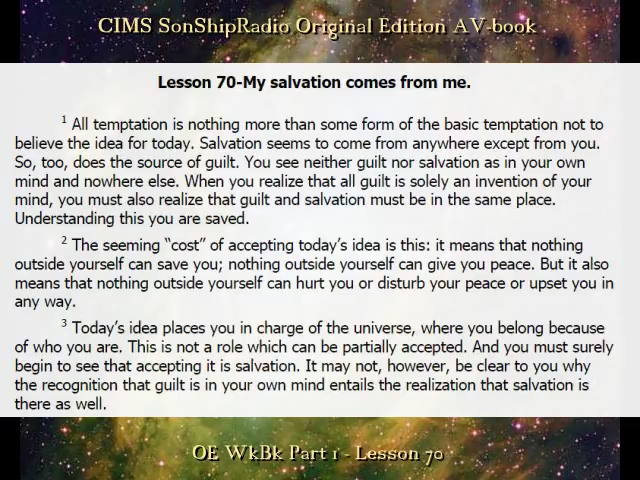 CIMS SonShipRadio Original Edition AV-book
Lesson 70-My salvation comes from me.
1 All temptation is nothing more than some form of the basic temptation not to
believe the idea for today. Salvation seems to come from anywhere except from you.
So, too, does the source of guilt. You see neither guilt nor salvation as in your own
mind and nowhere else. When you realize that all guilt is solely an invention of your
mind, you must also realize that guilt and salvation must be in the same place.
Understanding this you are saved.
2 The seeming “cost” of accepting today’s idea is this: it means that nothing
outside yourself can save you; nothing outside yourself can give you peace. But it also
means that nothing outside yourself can hurt you or disturb your peace or upset you in
any way.
3 Today’s idea places you in charge of the universe, where you belong because
of who you are. This is not a role which can be partially accepted. And you must surely
begin to see that accepting it is salvation. It may not, however, be clear to you why
the recognition that guilt is in your own mind entails the realization that salvation is
there as well.
OE WkBk Part 1 - Lesson 70